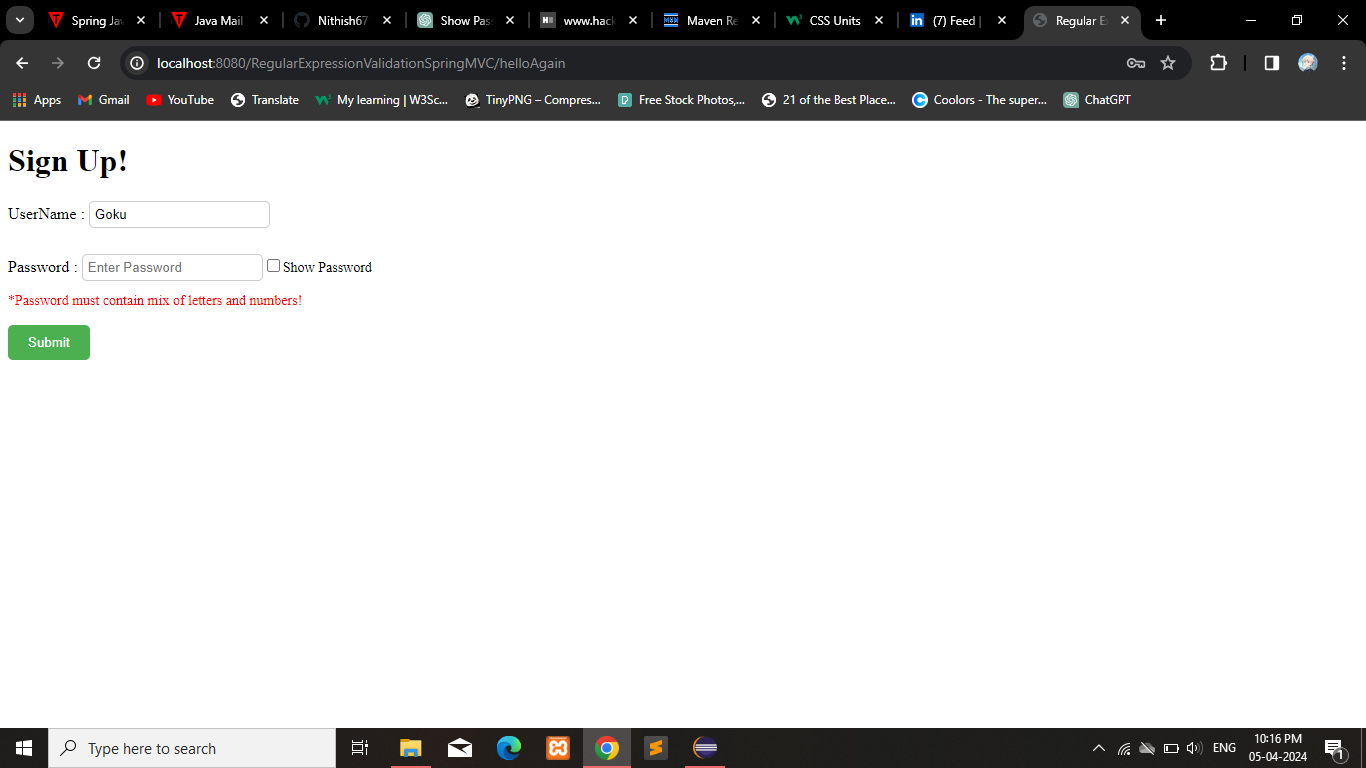 Spring Jav
Java Mail
Nithish67
Show Pas
www.hack
Maven Re
CSS Units
(7) Feed |
Regular E
localhost:8080/RegularExpressionValidationSpringMVC/helloAgain
Apps
Gmail
YouTube
Translate
My learning | W3Sc...
TinyPNG – Compres...
Free Stock Photos,...
21 of the Best Place...
Coolors - The super...
ChatGPT
Sign Up!
UserName : Goku
Password : Enter Password Show Password
*Password must contain mix of letters and numbers!
Submit
Type here to search
ENG
10:16 PM
05-04-2024
1